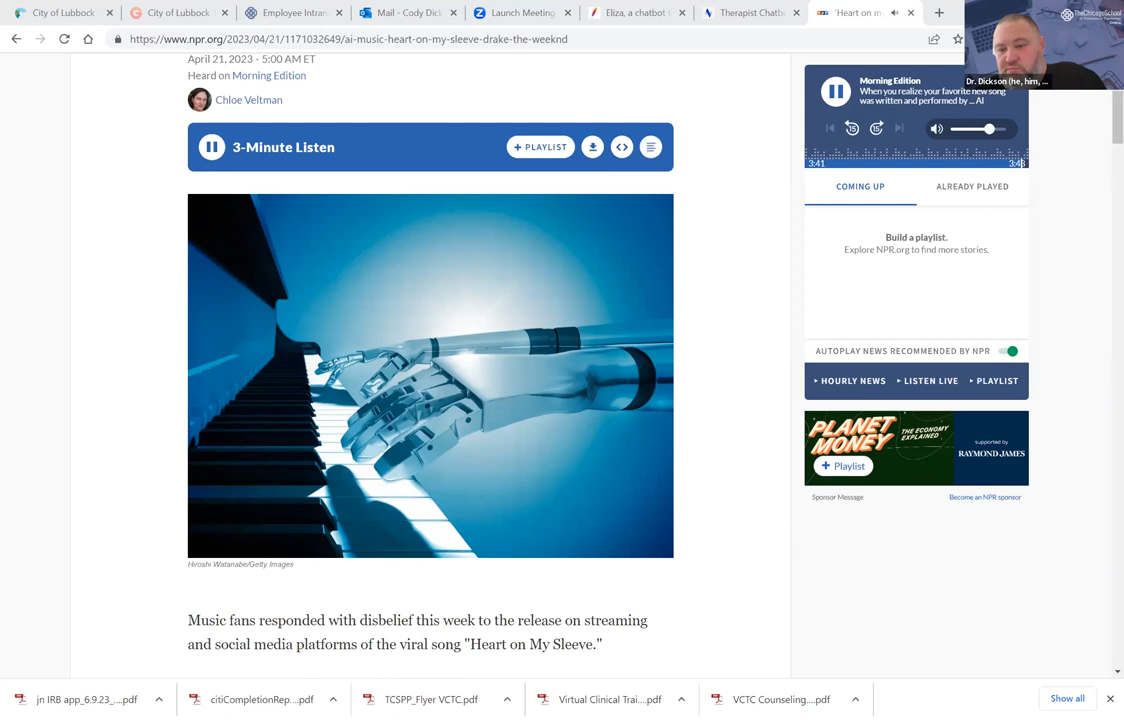 City of Lubbock
City of Lubbock
Employee Intran
Mail - Cody Dic
Launch Meeting
Eliza, a chatbot
Therapist Chatb
'Heart on m
https://www.npr.org/2023/04/21/1171032649/ai-music-heart-on-my-sleeve-drake-the-weeknd
TheChicagoSchool
Dr. Dickson (he, him, ...
April 21, 2023 · 5:00 AM ET
Heard on Morning Edition
Chloe Veltman
3-Minute Listen
+ PLAYLIST
Hiroshi Watanabe/Getty Images
Music fans responded with disbelief this week to the release on streaming
and social media platforms of the viral song "Heart on My Sleeve."
Morning Edition
When you realize your favorite new song
was written and performed by ... AI
15
15
3:41
3:4
COMING UP
ALREADY PLAYED
Build a playlist.
Explore NPR.org to find more stories.
AUTOPLAY NEWS RECOMMENDED BY NPR
HOURLY NEWS
LISTEN LIVE
PLAYLIST
PLANET
MONEY
THE ECONOMY
EXPLAINED
+ Playlist
supported by
RAYMOND JAMES
Sponsor Message
Become an NPR sponsor
jn IRB app_6.9.23_....pdf
citiCompletionRep....pdf
TCSPP_Flyer VCTC.pdf
Virtual Clinical Trai....pdf
VCTC Counseling....pdf
Show all